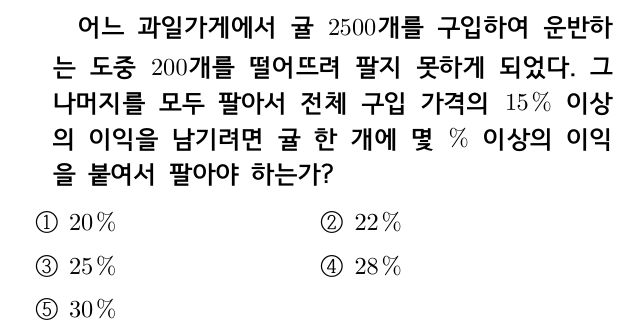 어느 과일가게에서 귤 2500개를 구입하여 운반하
는 도중 200개를 떨어뜨려 팔지 못하게 되었다. 그
나머지를 모두 팔아서 전체 구입 가격의 15% 이상
의 이익을 남기려면 귤 한 개에 몇 % 이상의 이익
을 붙여서 팔아야 하는가?
① 20% ② 22%
③ 25% ④ 28%
⑤ 30%